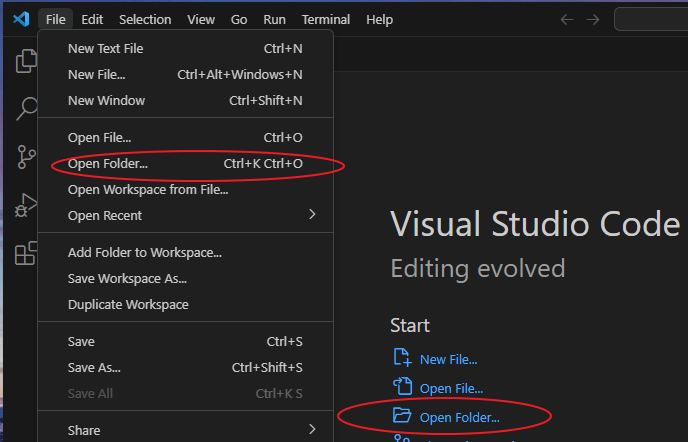 File Edit Selection View Go Run Terminal Help
New Text File Ctrl+N
New File... Ctrl+Alt+Windows+N
New Window Ctrl+Shift+N
Open File... Ctrl+O
Open Folder... Ctrl+K Ctrl+O
Open Workspace from File...
Open Recent
Add Folder to Workspace...
Save Workspace As...
Duplicate Workspace
Save Ctrl+S
Save As... Ctrl+Shift+S
Save All Ctrl+K S
Share
Visual Studio Code
Editing evolved
Start
New File...
Open File...
Open Folder...